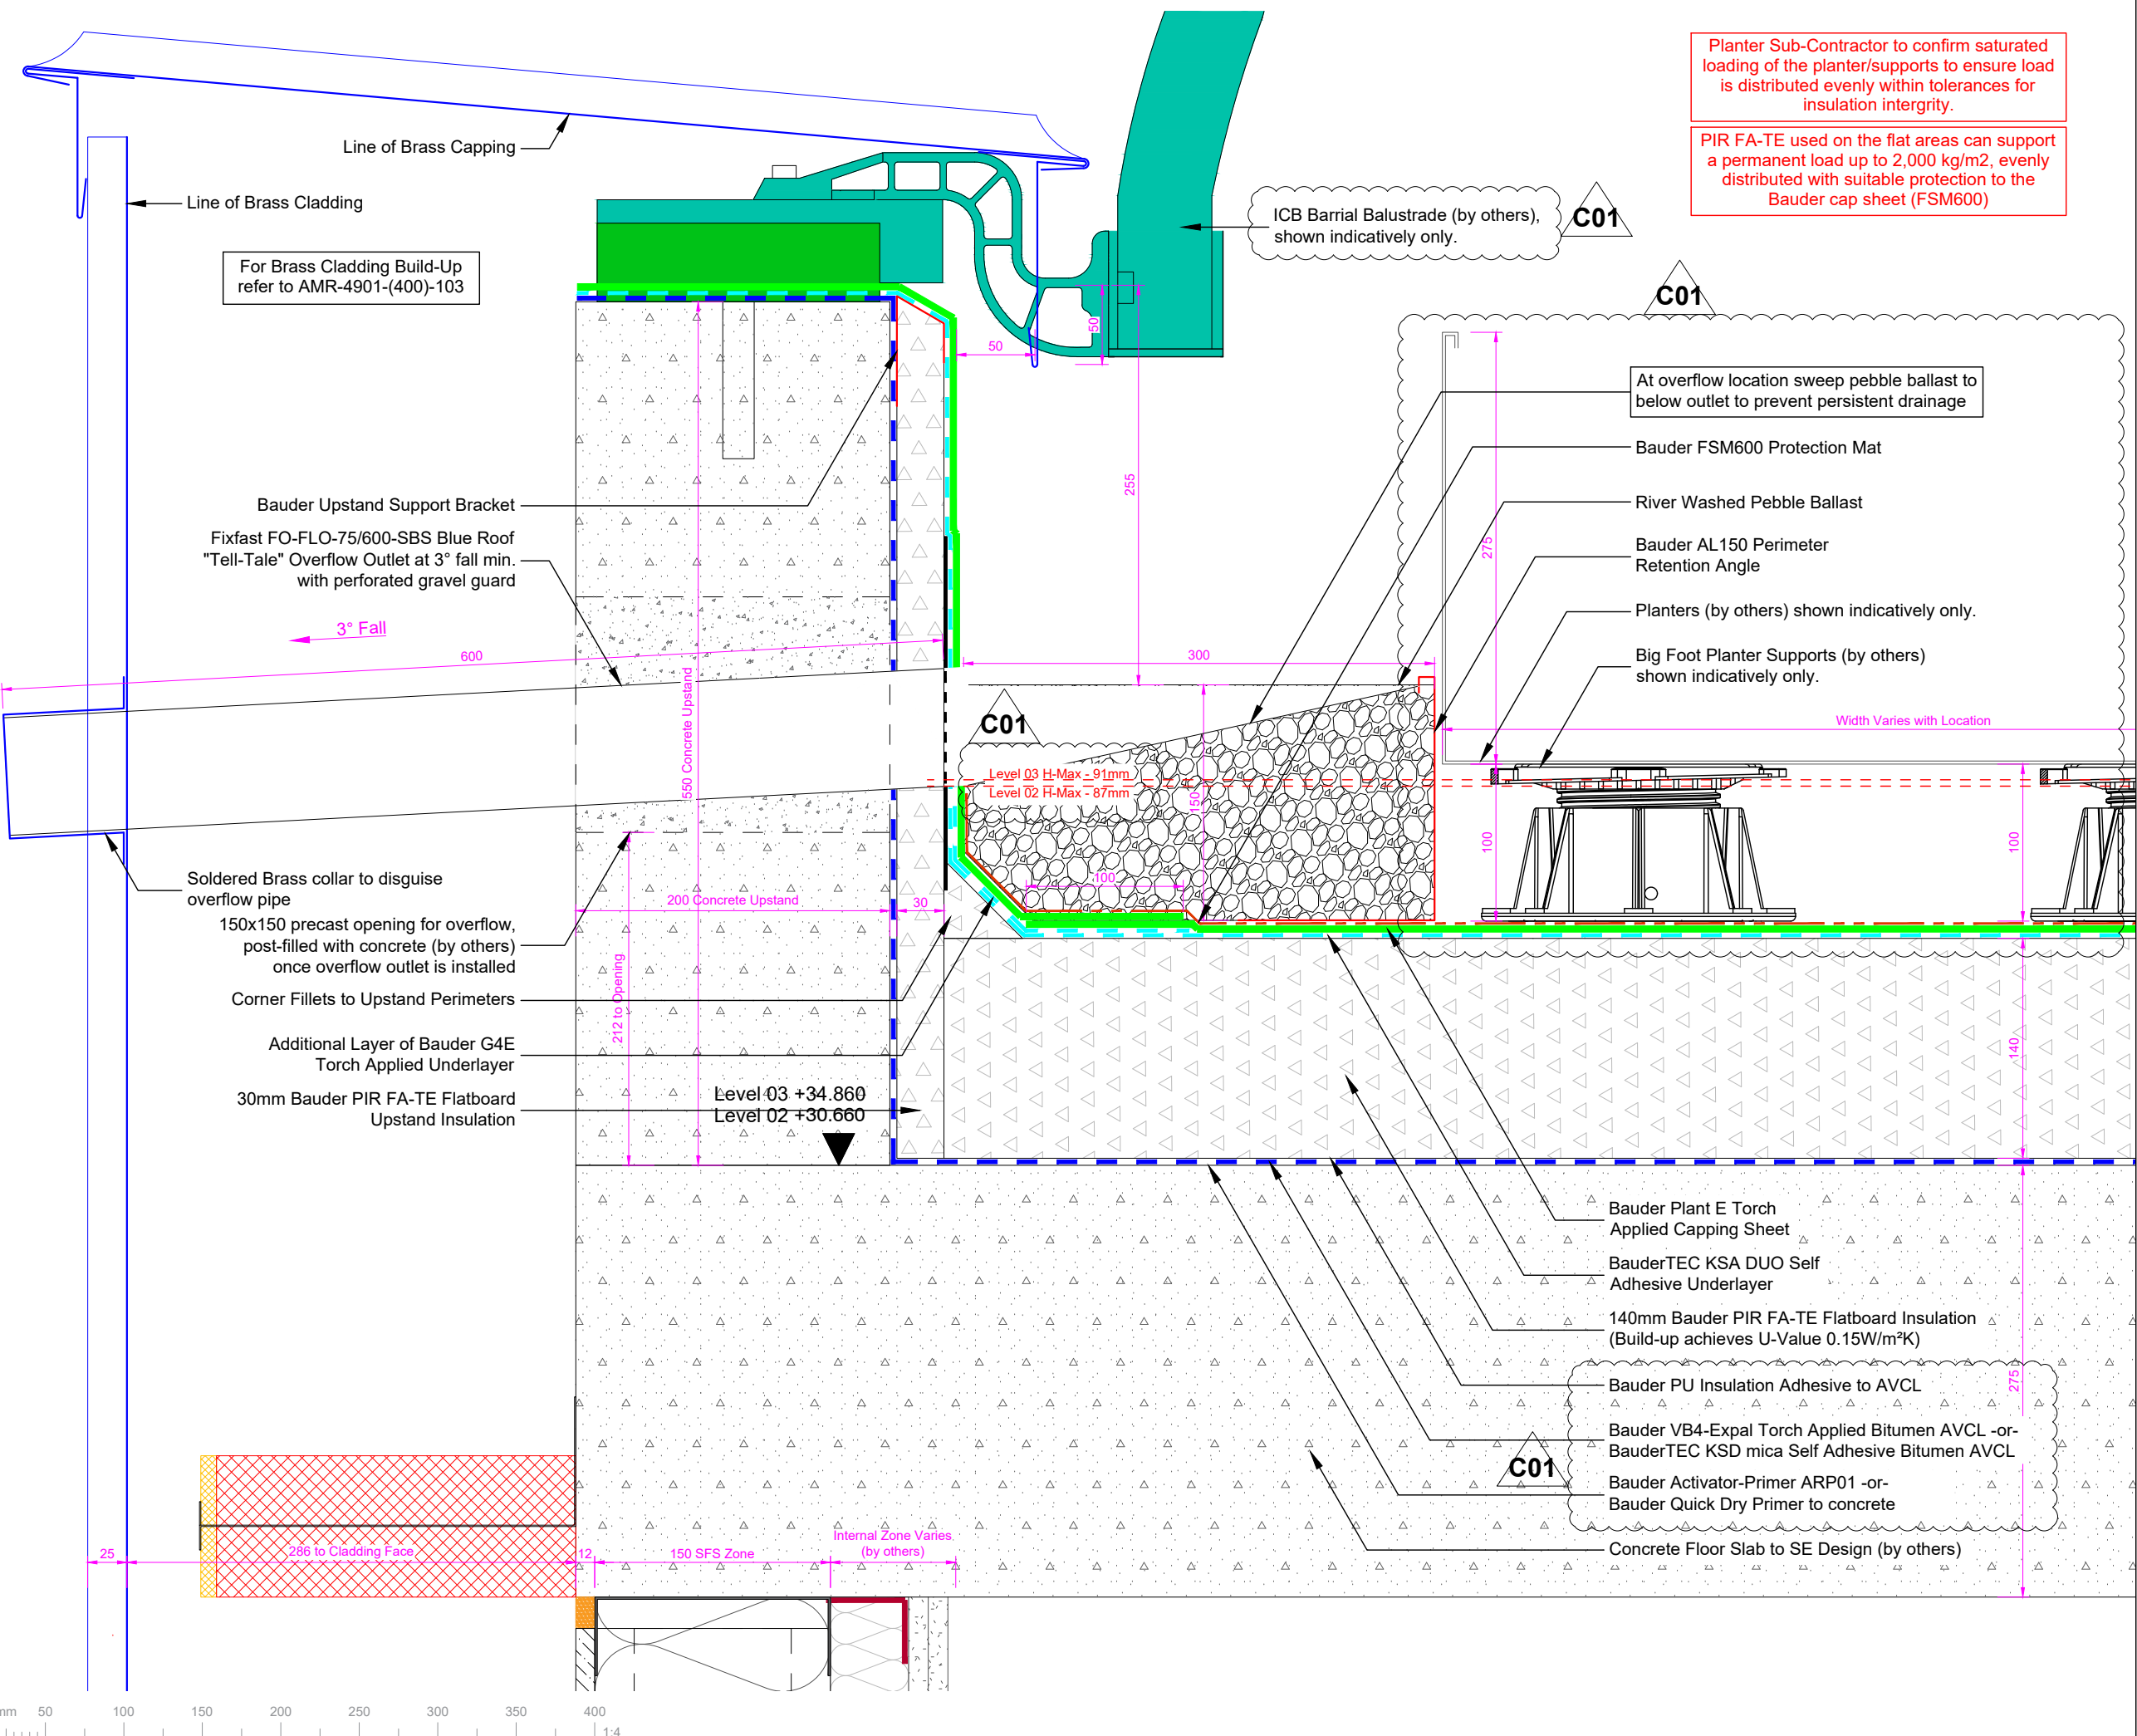 Planter Sub-Contractor to confirm saturated
loading of the planter/supports to ensure load
is distributed evenly within tolerances for
insulation intergrity.
PIR FA-TE used on the flat areas can support
a permanent load up to 2,000 kg/m2, evenly
distributed with suitable protection to the
Bauder cap sheet (FSM600)
Line of Brass Capping
Line of Brass Cladding
For Brass Cladding Build-Up
refer to AMR-4901-(400)-103
ICB Barrial Balustrade (by others),
shown indicatively only.
C01
C01
50
50
255
275
At overflow location sweep pebble ballast to
below outlet to prevent persistent drainage
Bauder FSM600 Protection Mat
River Washed Pebble Ballast
Bauder AL150 Perimeter
Retention Angle
Planters (by others) shown indicatively only.
Big Foot Planter Supports (by others)
shown indicatively only.
Width Varies with Location
Bauder Upstand Support Bracket
Fixfast FO-FLO-75/600-SBS Blue Roof
"Tell-Tale" Overflow Outlet at 3° fall min.
with perforated gravel guard
3° Fall
600
300
550 Concrete Upstand
C01
Level 03 H-Max - 91mm
Level 02 H-Max - 87mm
150
100
100
100
Soldered Brass collar to disguise
overflow pipe
200 Concrete Upstand
30
150x150 precast opening for overflow,
post-filled with concrete (by others)
once overflow outlet is installed
212 to Opening
Corner Fillets to Upstand Perimeters
Additional Layer of Bauder G4E
Torch Applied Underlayer
30mm Bauder PIR FA-TE Flatboard
Upstand Insulation
Level 03 +34.860
Level 02 +30.660
140
Bauder Plant E Torch
Applied Capping Sheet
BauderTEC KSA DUO Self
Adhesive Underlayer
140mm Bauder PIR FA-TE Flatboard Insulation
(Build-up achieves U-Value 0.15W/m²K)
Bauder PU Insulation Adhesive to AVCL
275
Bauder VB4-Expal Torch Applied Bitumen AVCL -or-
BauderTEC KSD mica Self Adhesive Bitumen AVCL
C01
Bauder Activator-Primer ARP01 -or-
Bauder Quick Dry Primer to concrete
Concrete Floor Slab to SE Design (by others)
25
286 to Cladding Face
12
150 SFS Zone
Internal Zone Varies
(by others)
mm 50 100 150 200 250 300 350 400
1:4